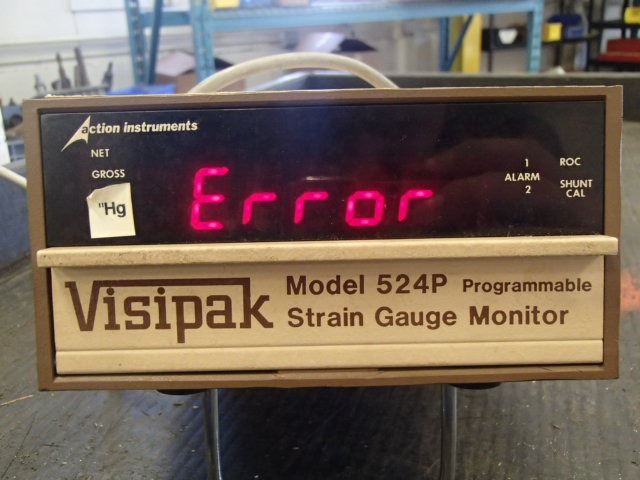 action instruments
NET
GROSS
"Hg
Error
1
ALARM
2
ROC
SHUNT
CAL
Visipak
Model 524P Programmable
Strain Gauge Monitor